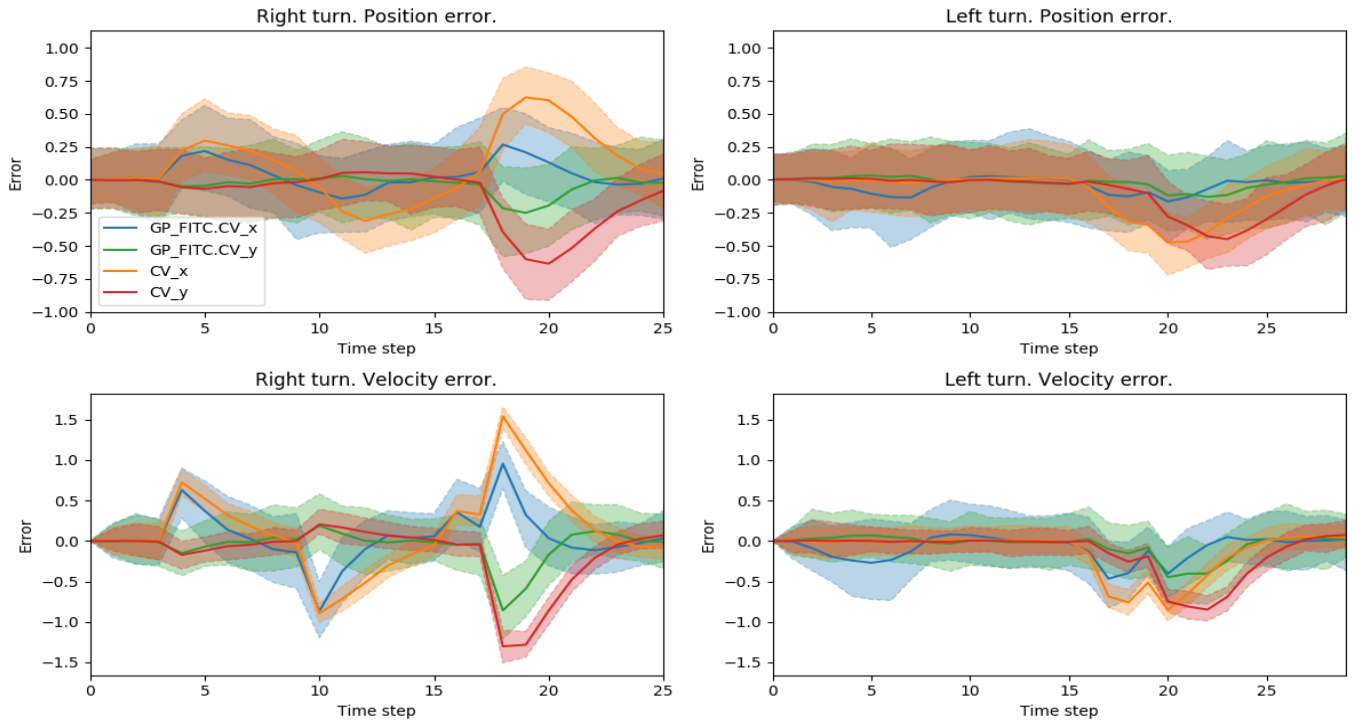 Right turn. Position error.
1.00
0.75
0.50
0.25
0.00
−0.25
−0.50
−0.75
−1.00
Error
GP_FITC.CV_x
GP_FITC.CV_y
CV_x
CV_y
0 5 10 15 20 25
Time step
Left turn. Position error.
1.00
0.75
0.50
0.25
0.00
−0.25
−0.50
−0.75
−1.00
Error
0 5 10 15 20 25
Time step
Right turn. Velocity error.
1.5
1.0
0.5
0.0
−0.5
−1.0
−1.5
Error
0 5 10 15 20 25
Time step
Left turn. Velocity error.
1.5
1.0
0.5
0.0
−0.5
−1.0
−1.5
Error
0 5 10 15 20 25
Time step